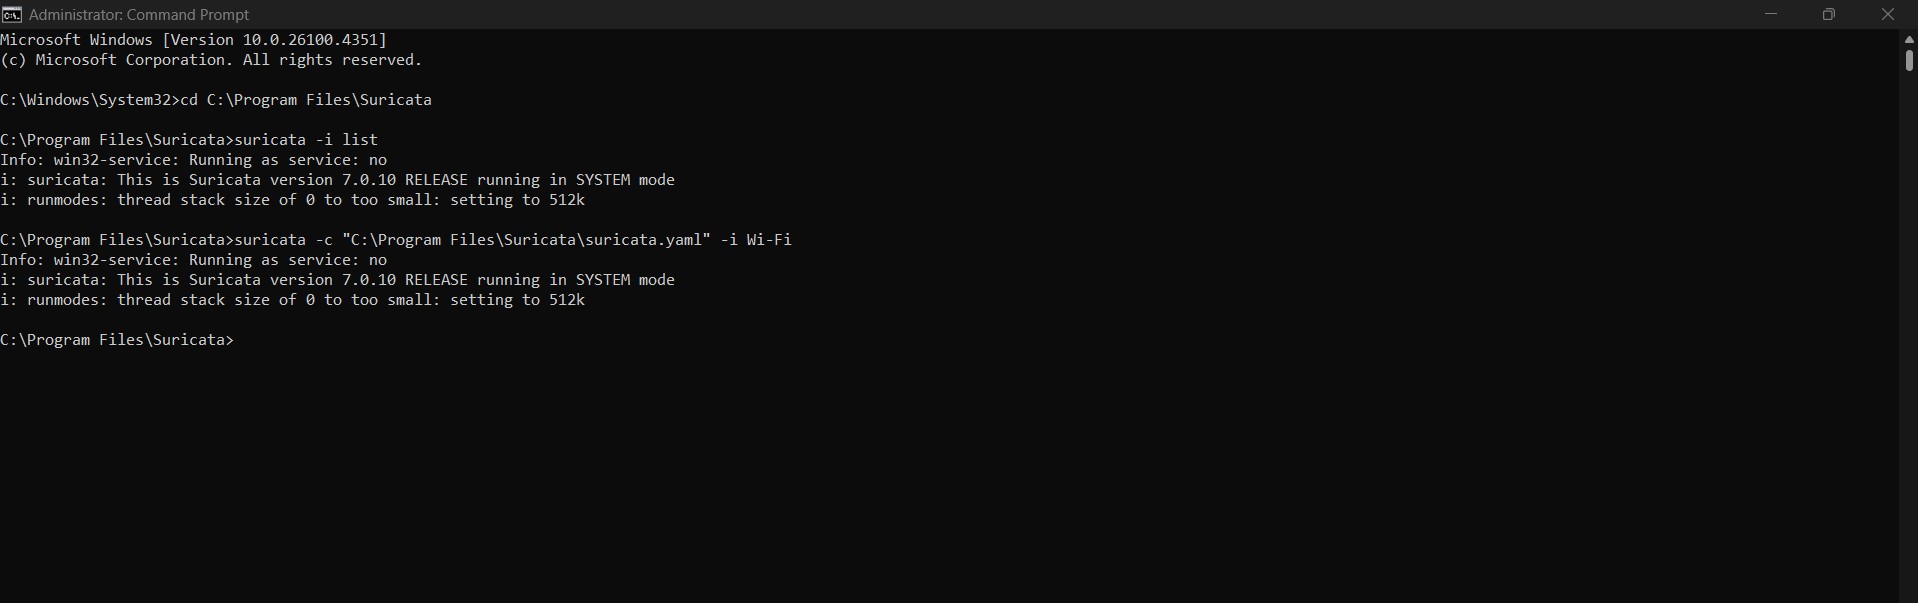 Administrator: Command Prompt
Microsoft Windows [Version 10.0.26100.4351]
(c) Microsoft Corporation. All rights reserved.
C:\Windows\System32>cd C:\Program Files\Suricata
C:\Program Files\Suricata>suricata -i list
Info: win32-service: Running as service: no
i: suricata: This is Suricata version 7.0.10 RELEASE running in SYSTEM mode
i: runmodes: thread stack size of 0 to too small: setting to 512k
C:\Program Files\Suricata>suricata -c "C:\Program Files\Suricata\suricata.yaml" -i Wi-Fi
Info: win32-service: Running as service: no
i: suricata: This is Suricata version 7.0.10 RELEASE running in SYSTEM mode
i: runmodes: thread stack size of 0 to too small: setting to 512k
C:\Program Files\Suricata>